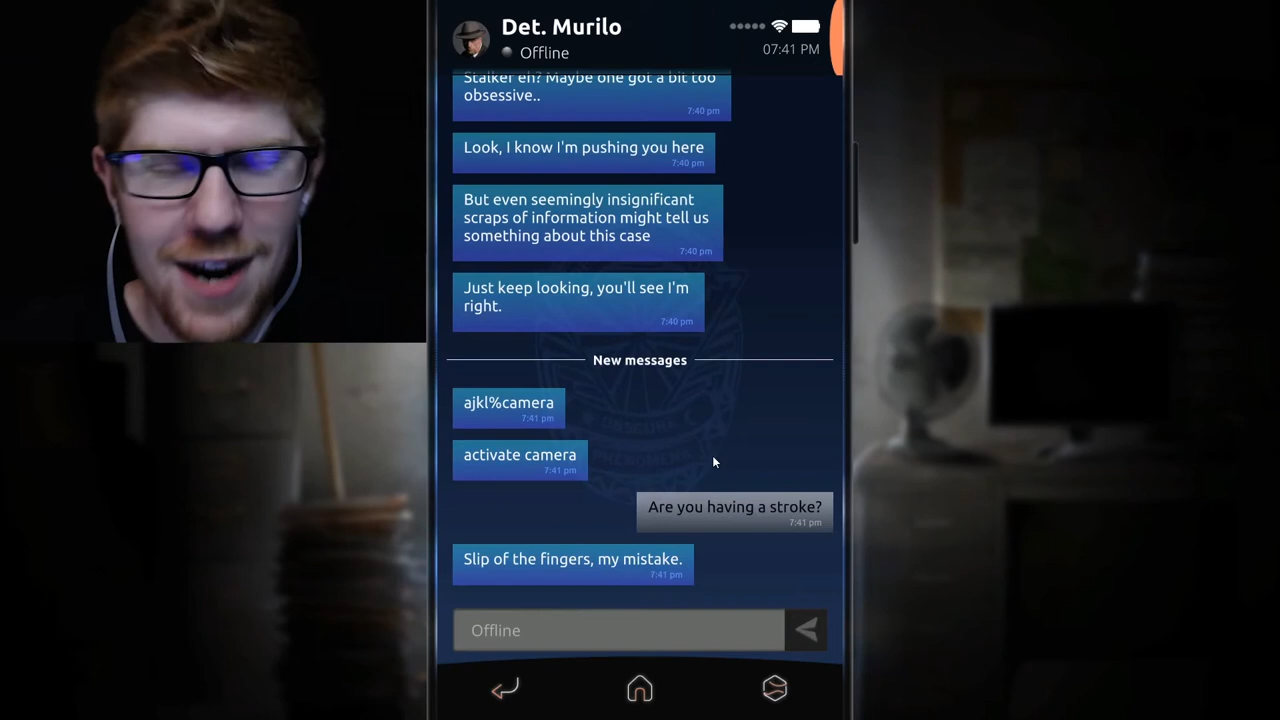 Det. Murilo
Offline
07:41 PM
Stalker eh? Maybe one got a bit too
obsessive..
7:40 pm
Look, I know I'm pushing you here
7:40 pm
But even seemingly insignificant
scraps of information might tell us
something about this case
7:40 pm
Just keep looking, you'll see I'm
right.
7:40 pm
New messages
ajkl%camera
7:41 pm
activate camera
7:41 pm
Are you having a stroke?
7:41 pm
Slip of the fingers, my mistake.
7:41 pm
Offline